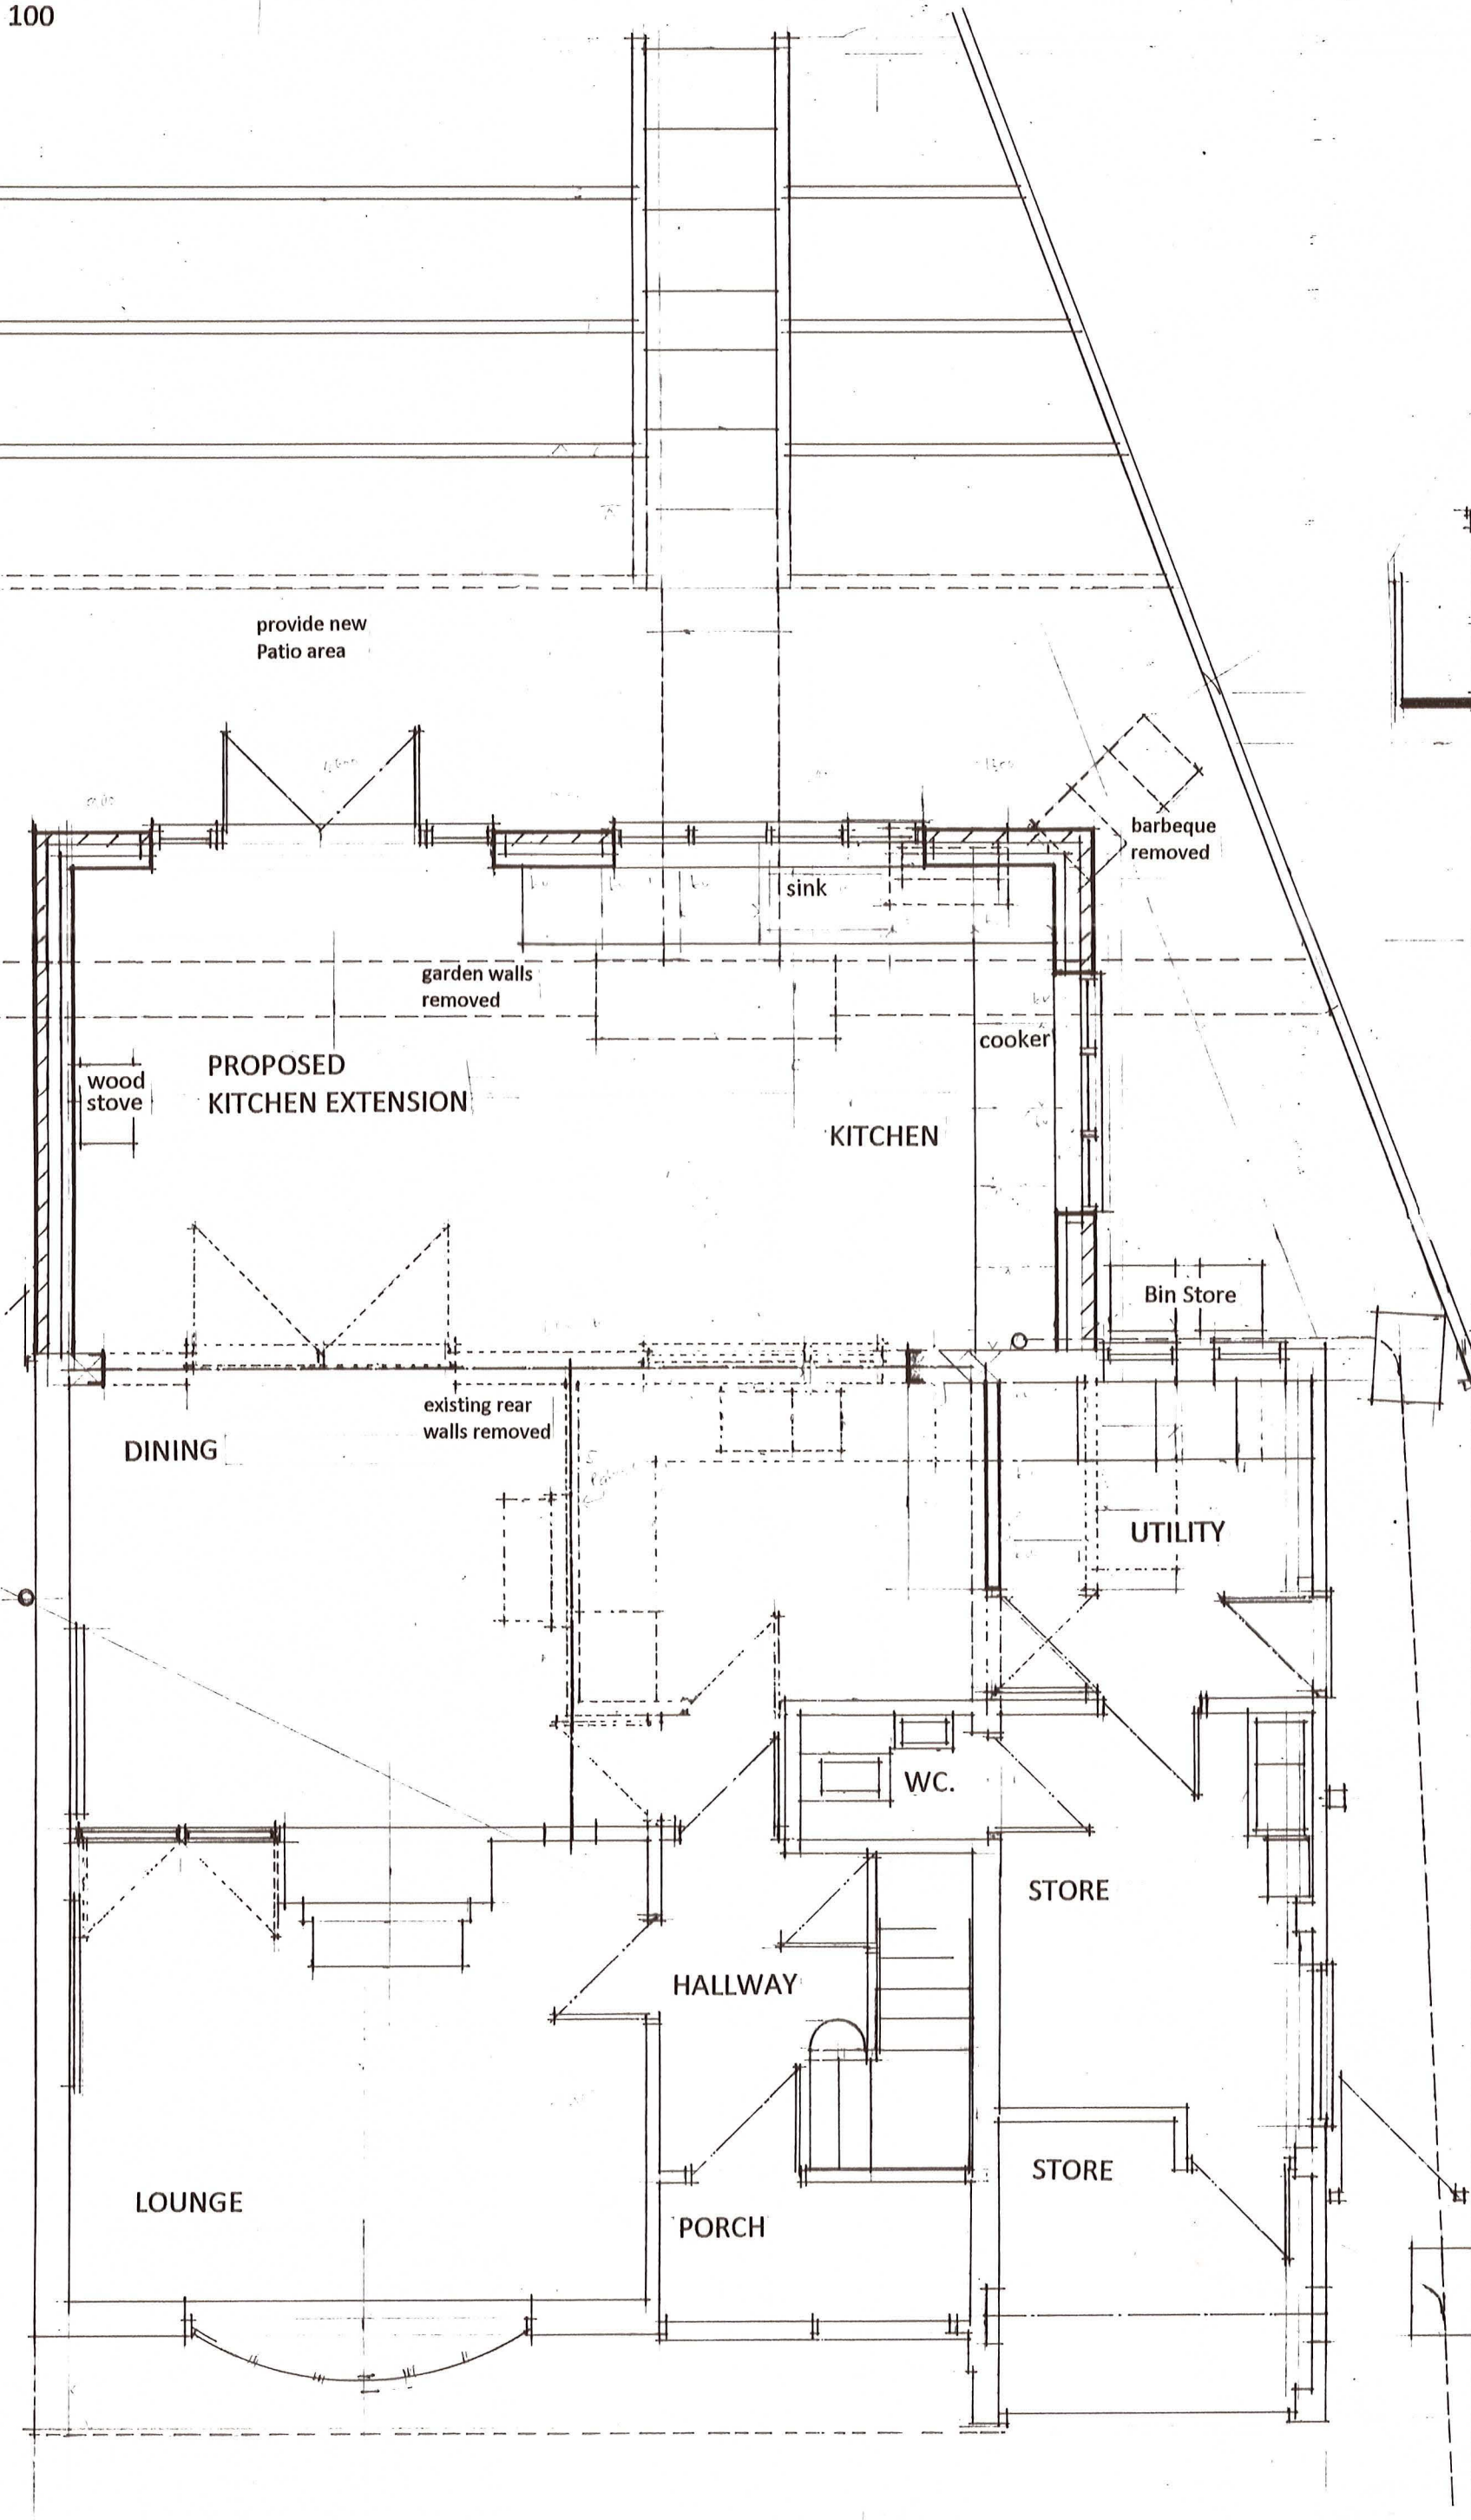 100
provide new
Patio area
barbeque
removed
sink
garden walls
removed
cooker
PROPOSED
KITCHEN EXTENSION
wood
stove
KITCHEN
Bin Store
existing rear
walls removed
DINING
UTILITY
WC.
STORE
HALLWAY
STORE
LOUNGE
PORCH